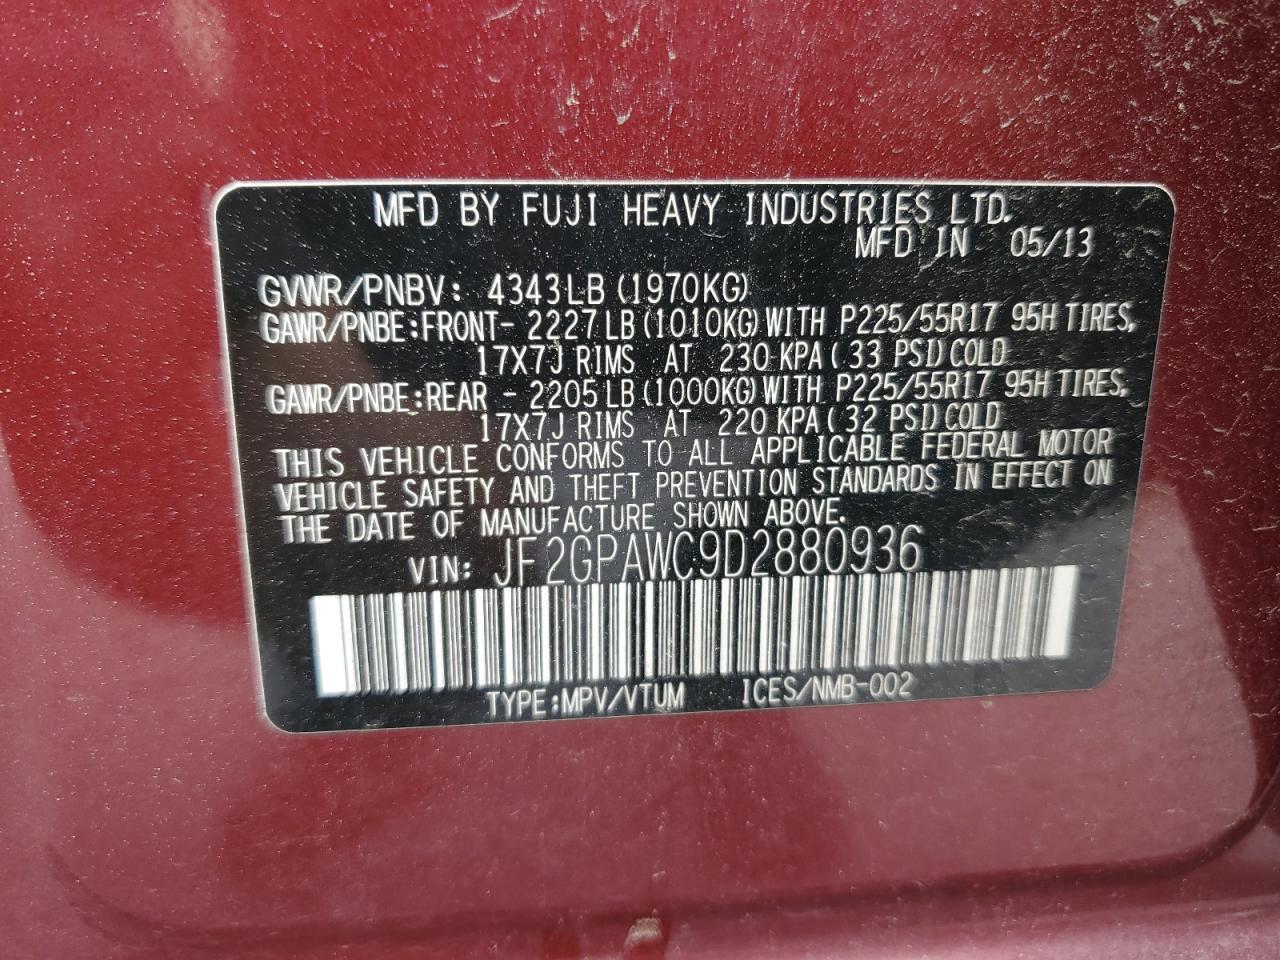 MFD BY FUJI HEAVY INDUSTRIES LTD.
MFD IN 05/13
GVWR/PNBV: 4343LB (1970KG)
GAWR/PNBE:FRONT- 2227LB (1010KG) WITH P225/55R17 95H TIRES,
17X7J RIMS AT 230 KPA ( 33 PSI) COLD
GAWR/PNBE:REAR - 2205LB (1000KG) WITH P225/55R17 95H TIRES,
17X7J RIMS AT 220 KPA ( 32 PSI) COLD
THIS VEHICLE CONFORMS TO ALL APPLICABLE FEDERAL MOTOR
VEHICLE SAFETY AND THEFT PREVENTION STANDARDS IN EFFECT ON
THE DATE OF MANUFACTURE SHOWN ABOVE.
VIN: JF2GPAWC9D2880936
TYPE:MPV/VTUM ICES/NMB-002